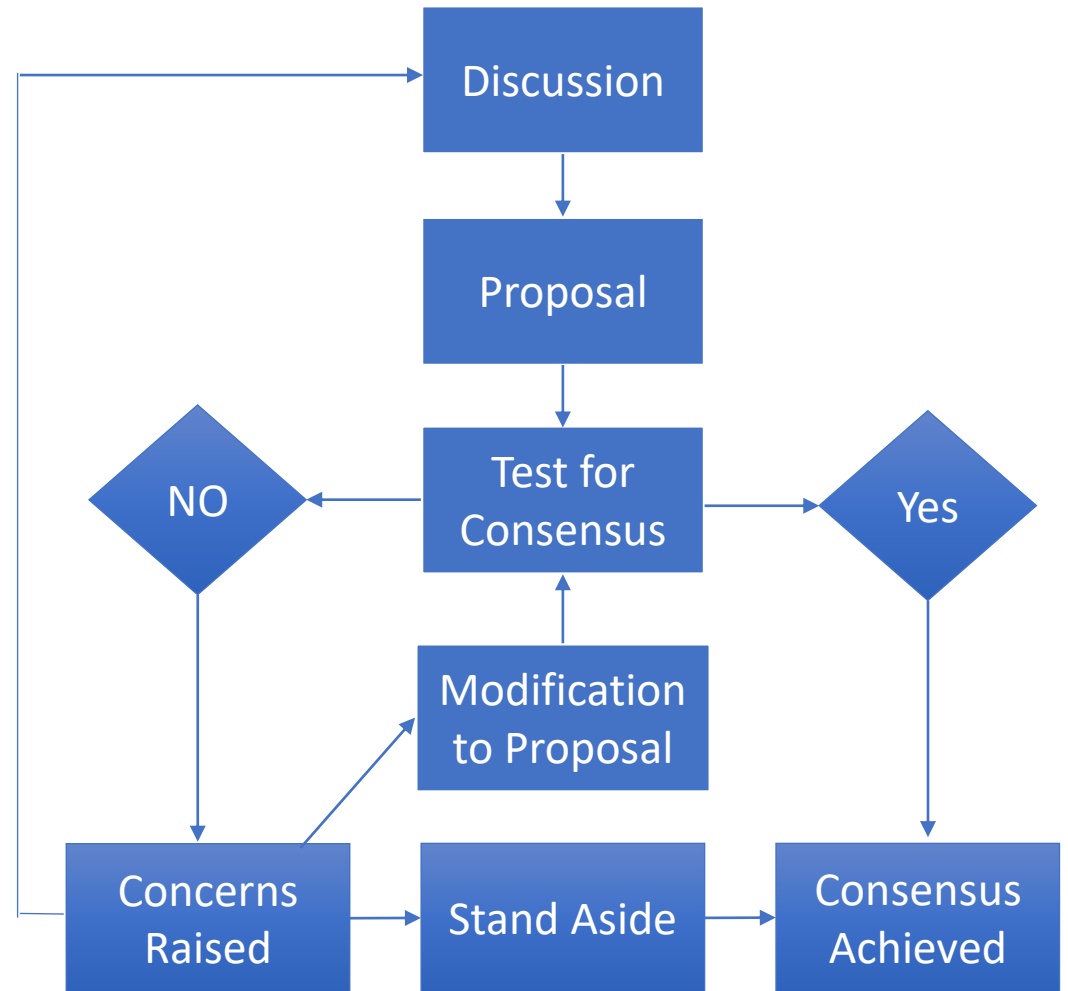 Discussion
Proposal
NO
Test for
Consensus
Yes
Modification
to Proposal
Concerns
Raised
Stand Aside
Consensus
Achieved